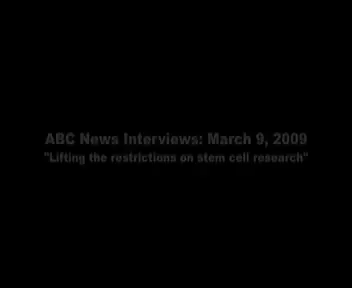 ABC News Interviews: March 9, 2009
"Lifting the restrictions on stem cell research"